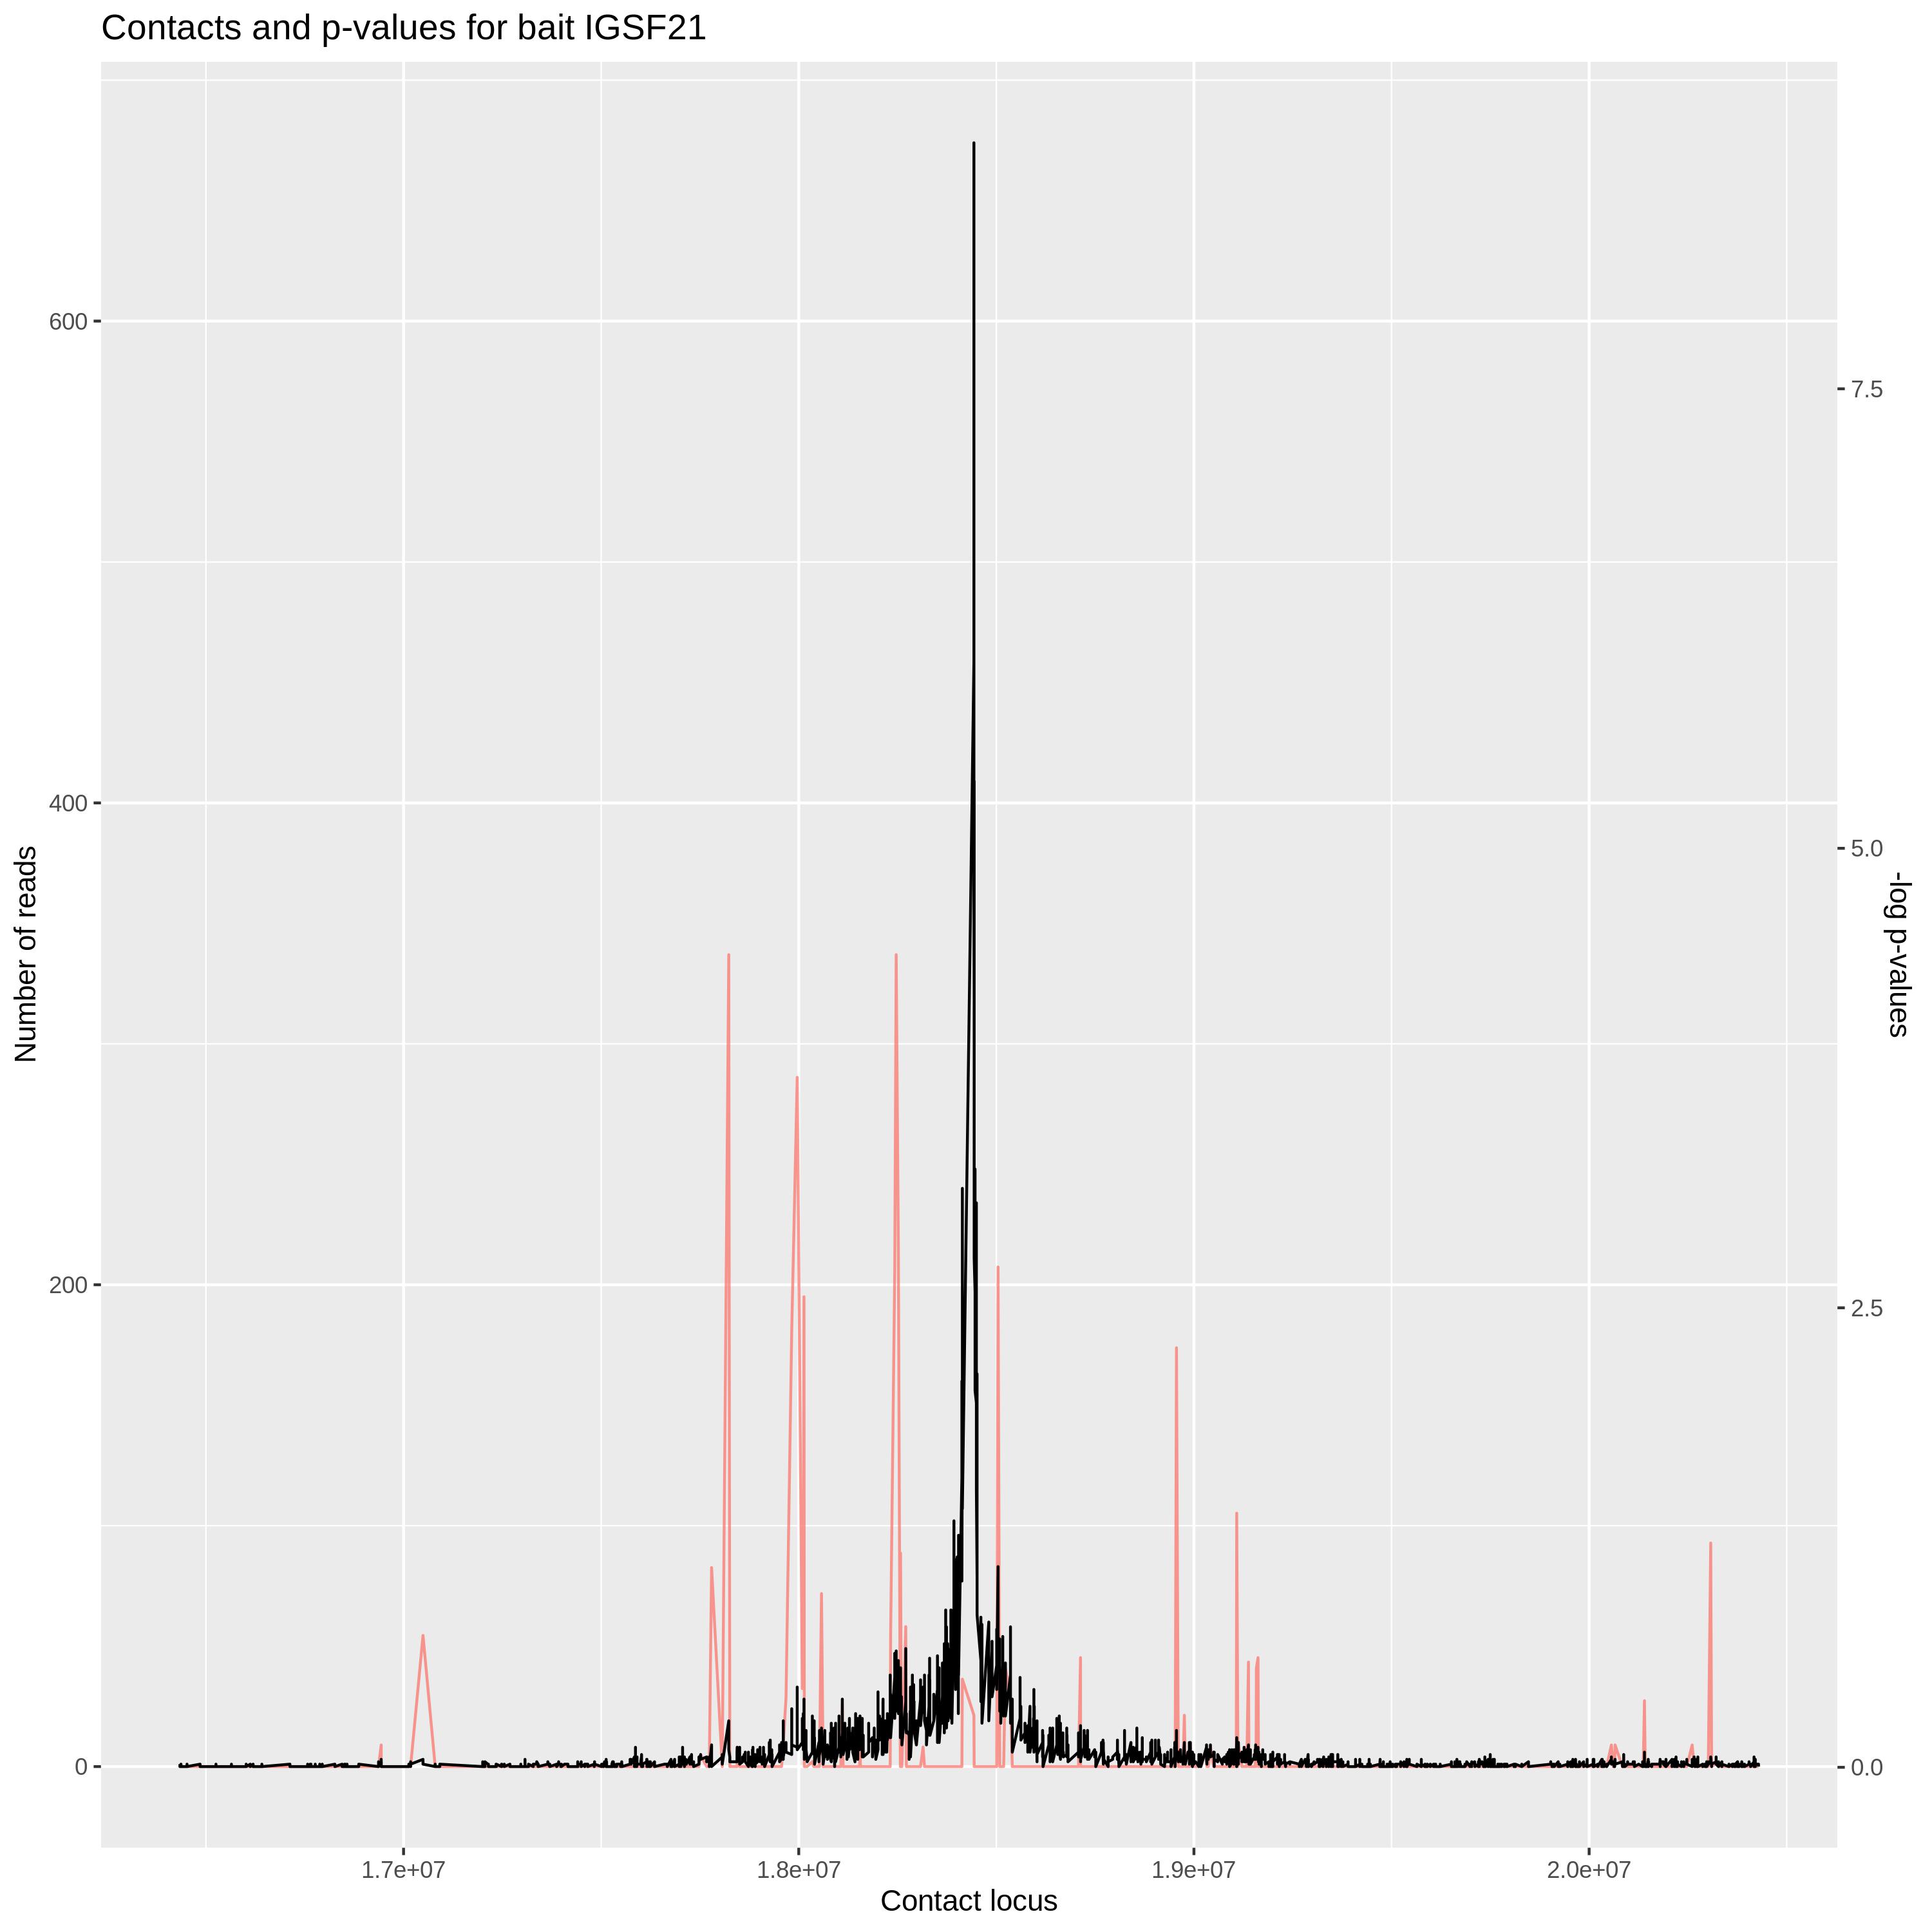 Contacts and p-values for bait IGSF21
600
400
200
0
Number of reads
7.5
5.0
2.5
0.0
-log p-values
1.7e+07
1.8e+07
1.9e+07
2.0e+07
Contact locus